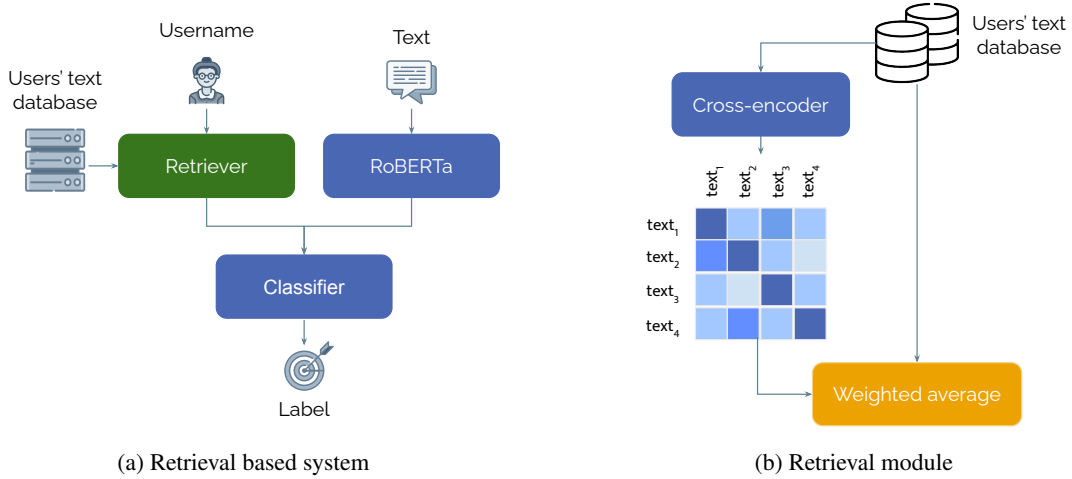 Username
Text
Users' text
database
Retriever
RoBERTa
Classifier
Label
(a) Retrieval based system
Users' text
database
Cross-encoder
text₁ text₂ text₃ text₄
text₁
text₂
text₃
text₄
Weighted average
(b) Retrieval module